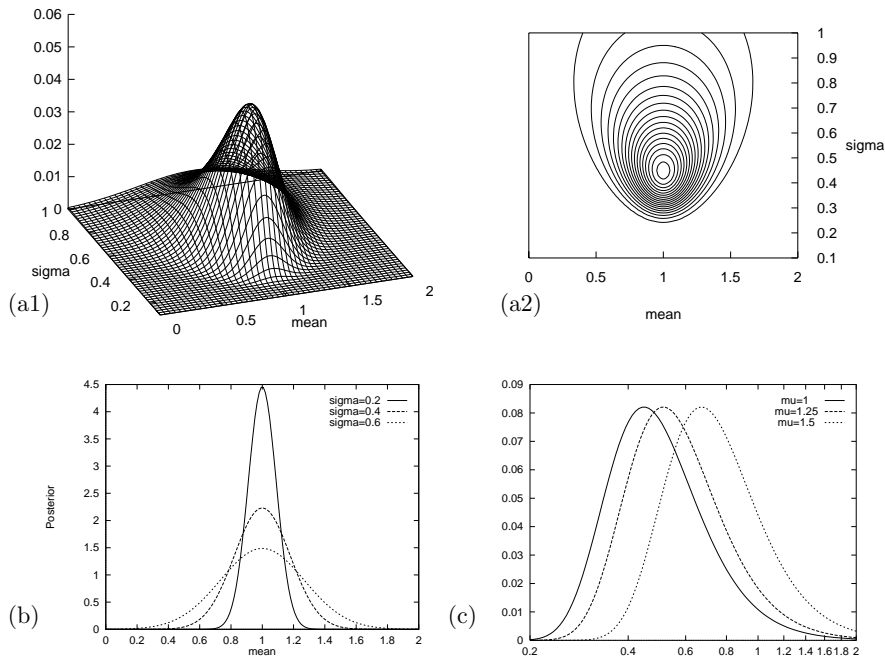 0.06
0.05
0.04
0.03
0.02
0.01
0
1
0.8
0.6
0.4
0.2
sigma
0
0.5
1
1.5
2
mean
(a1)
1
0.9
0.8
0.7
0.6
0.5
0.4
0.3
0.2
0.1
sigma
0
0.5
1
1.5
2
mean
(a2)
4.5
4
3.5
3
2.5
2
1.5
1
0.5
0
Posterior
sigma=0.2
sigma=0.4
sigma=0.6
0 0.2 0.4 0.6 0.8 1 1.2 1.4 1.6 1.8 2
mean
(b)
0.09
0.08
0.07
0.06
0.05
0.04
0.03
0.02
0.01
0
mu=1
mu=1.25
mu=1.5
0.2 0.4 0.6 0.8 1 1.2 1.4 1.6 1.8 2
(c)